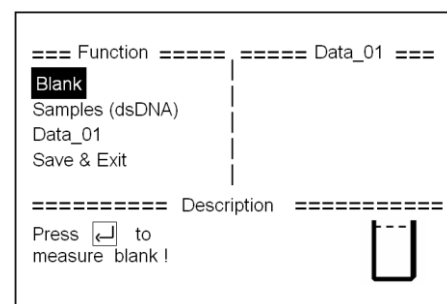 === Function ===== ===== Data_01 ===
Blank
Samples (dsDNA)
Data_01
Save & Exit
========== Description ===========
Press ↵ to
measure blank !